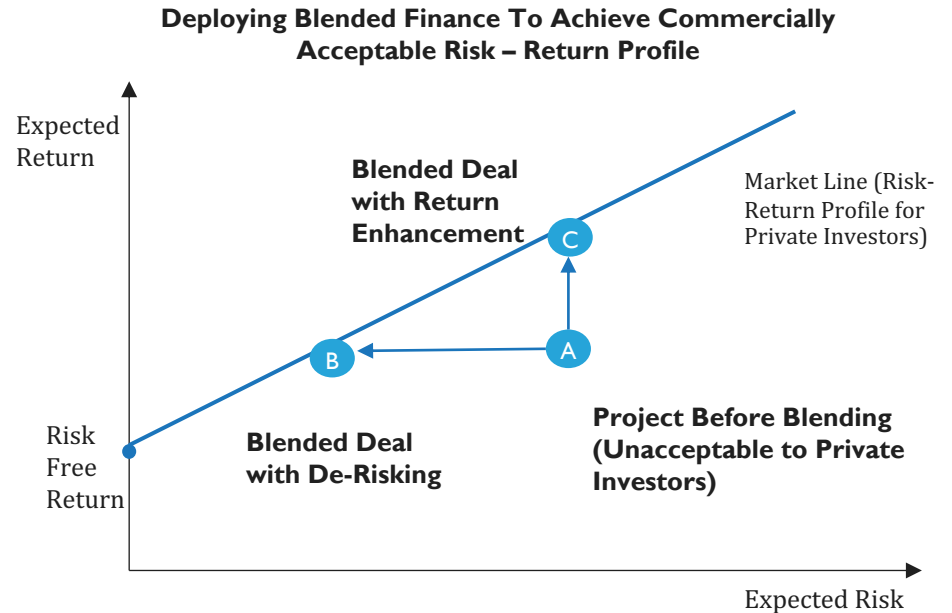 Deploying Blended Finance To Achieve Commercially
Acceptable Risk – Return Profile
Expected
Return
Blended Deal
with Return
Enhancement
Market Line (Risk-
Return Profile for
Private Investors)
C
B
A
Risk
Free
Return
Blended Deal
with De-Risking
Project Before Blending
(Unacceptable to Private
Investors)
Expected Risk